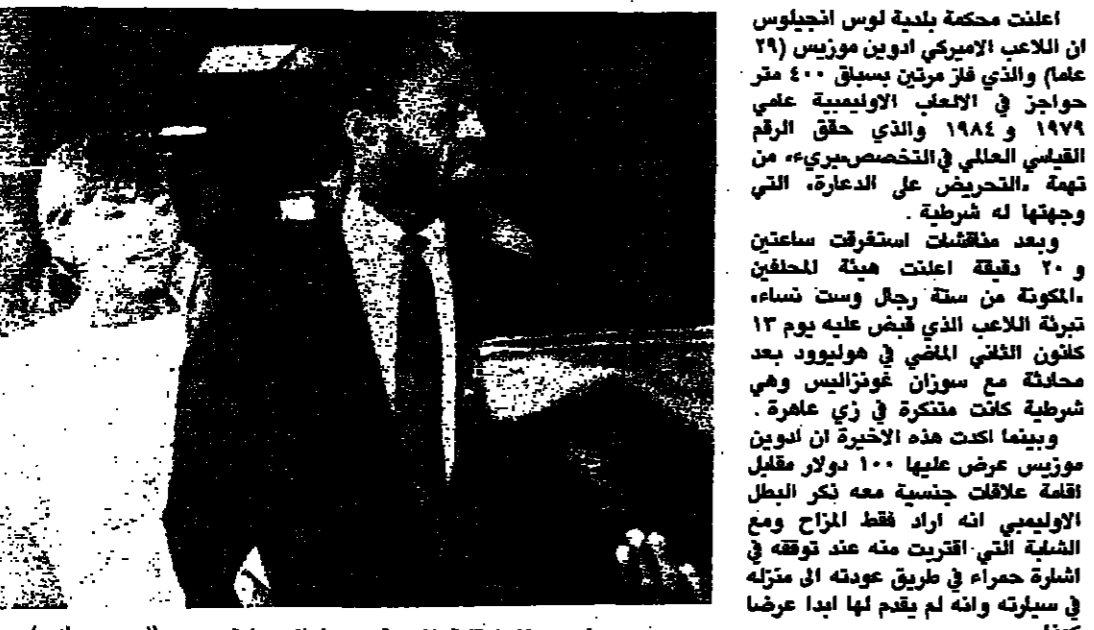 اعلنت محكمة بلدية لوس انجيلوس
ان اللاعب الاميركي ادوين موزيس (٢٩
عاما) والذي فاز مرتين بسباق ٤٠٠ متر
حواجز في الالعاب الاوليمبية علمي
١٩٧٩ و ١٩٨٤ والذي حقق الرقم
القياسي العالمي في التخصص بريء، من
تهمة «التحريض على الدعارة» التي
وجهتها له شرطية .
وبعد مناقشات استغرقت ساعتين
و ٢٠ دقيقة اعلنت هيئة المحلفين
«المكونة من ستة رجال وست نساء»
تبرئة اللاعب الذي قبض عليه يوم ١٣
كانون الثاني الماضي في هوليوود بعد
محادثة مع سوزان غونزاليس وهي
شرطية كانت متنكرة في زي عاهرة .
وبينما اكدت هذه الاخيرة ان ادوين
موزيس عرض عليها ١٠٠ دولار مقابل
اقامة علاقات جنسية معه ذكر البطل
الاوليمبي انه اراد فقط المزاح ومع
الشابة التي اقتربت منه عند توقفه في
اشارة حمراء في طريق عودته الى منزله
في سيارته وانه لم يقدم لها ابدا عرضا